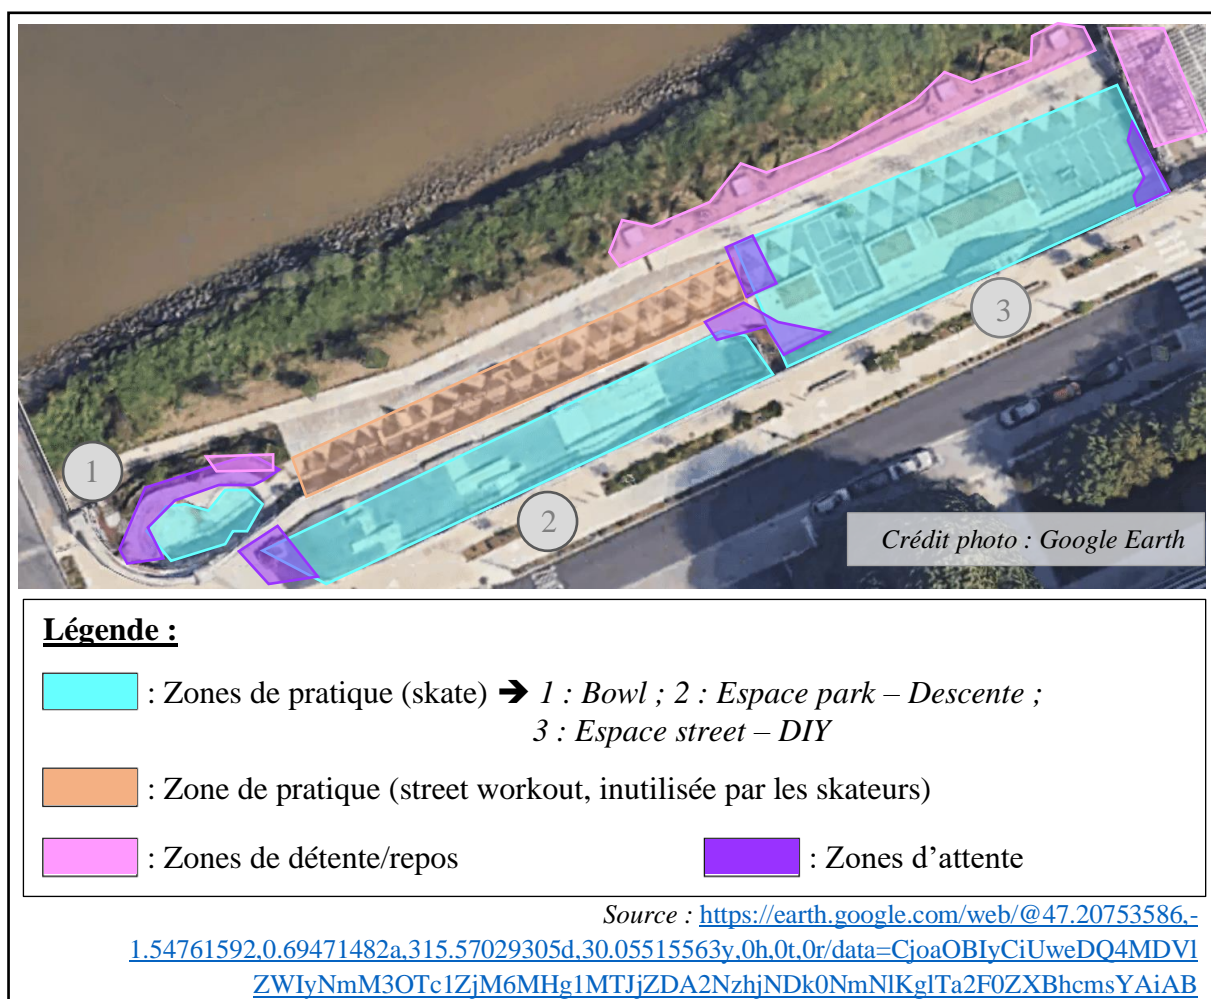 1
2
3
Crédit photo : Google Earth
Légende :
: Zones de pratique (skate) ➔ 1 : Bowl ; 2 : Espace park – Descente ;
3 : Espace street – DIY
: Zone de pratique (street workout, inutilisée par les skateurs)
: Zones de détente/repos
: Zones d’attente
Source : https://earth.google.com/web/@47.20753586,-
1.54761592,0.69471482a,315.57029305d,30.05515563y,0h,0t,0r/data=CjoaOBIyCiUweDQ4MDVl
ZWIyNmM3OTc1ZjM6MHg1MTJjZDA2NzhjNDk0NmNlKglTa2F0ZXBhcmsYAiAB